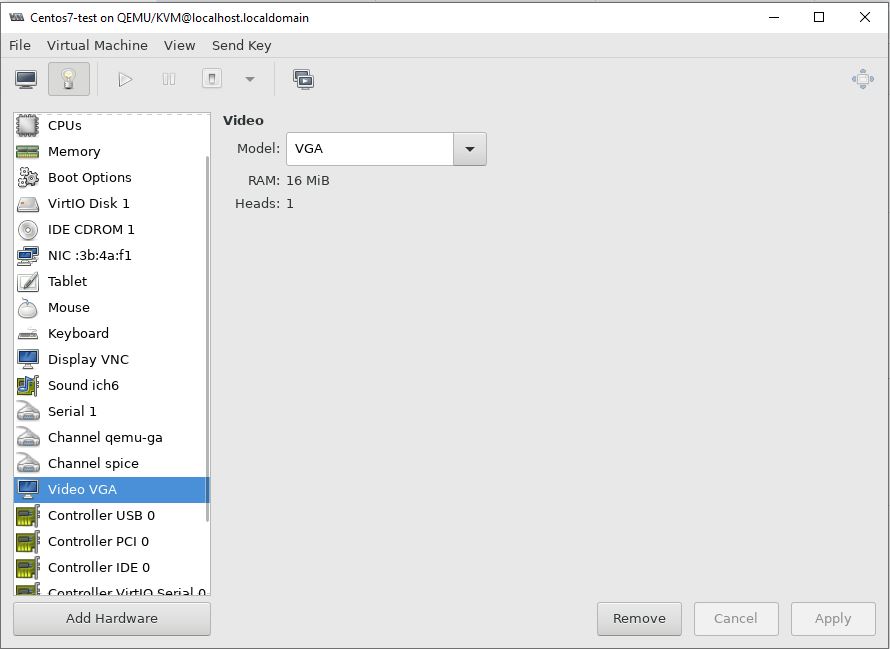 Centos7-test on QEMU/KVM@localhost.localdomain
File Virtual Machine View Send Key
CPUs
Memory
Boot Options
VirtIO Disk 1
IDE CDROM 1
NIC :3b:4a:f1
Tablet
Mouse
Keyboard
Display VNC
Sound ich6
Serial 1
Channel qemu-ga
Channel spice
Video VGA
Controller USB 0
Controller PCI 0
Controller IDE 0
Controller VirtIO Serial 0
Add Hardware
Video
Model: VGA
RAM: 16 MiB
Heads: 1
Remove Cancel Apply